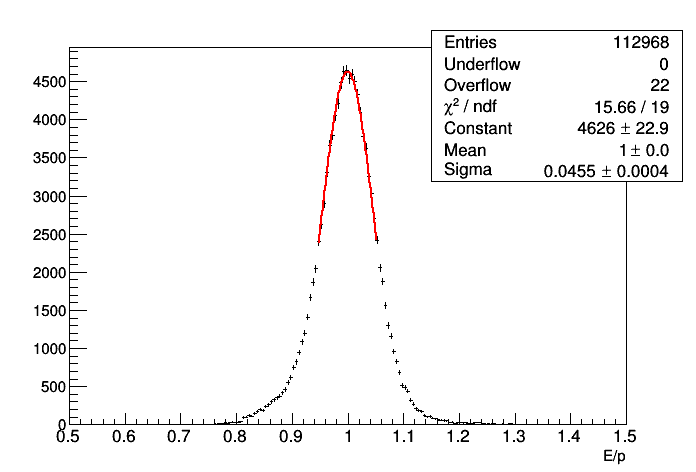 Entries 112968
Underflow 0
Overflow 22
χ² / ndf 15.66 / 19
Constant 4626 ± 22.9
Mean 1 ± 0.0
Sigma 0.0455 ± 0.0004
4500
4000
3500
3000
2500
2000
1500
1000
500
0
0.5 0.6 0.7 0.8 0.9 1 1.1 1.2 1.3 1.4 1.5
E/p